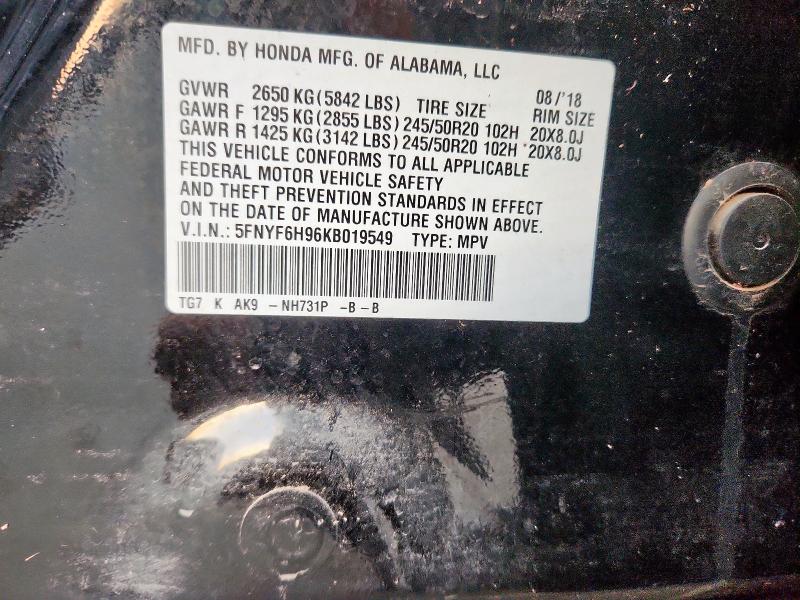 MFD. BY HONDA MFG. OF ALABAMA, LLC
08/'18
GVWR 2650 KG (5842 LBS) TIRE SIZE RIM SIZE
GAWR F 1295 KG (2855 LBS) 245/50R20 102H 20X8.0J
GAWR R 1425 KG (3142 LBS) 245/50R20 102H 20X8.0J
THIS VEHICLE CONFORMS TO ALL APPLICABLE
FEDERAL MOTOR VEHICLE SAFETY
AND THEFT PREVENTION STANDARDS IN EFFECT
ON THE DATE OF MANUFACTURE SHOWN ABOVE.
V.I.N.: 5FNYF6H96KB019549 TYPE: MPV
TG7 K AK9 - NH731P -B-B